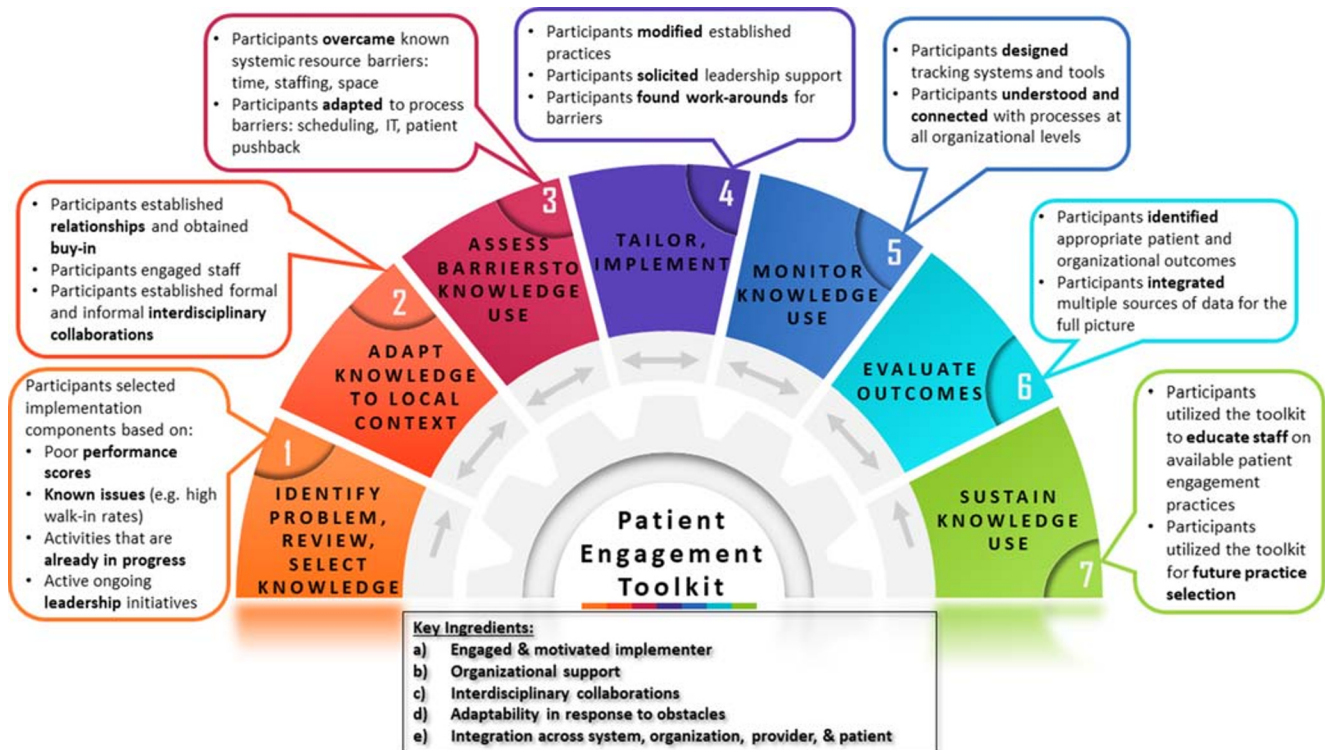 Participants selected
implementation
components based on:
• Poor performance
scores
• Known issues (e.g. high
walk-in rates)
• Activities that are
already in progress
• Active ongoing
leadership initiatives
1
IDENTIFY
PROBLEM,
REVIEW,
SELECT
KNOWLEDGE
• Participants established
relationships and obtained
buy-in
• Participants engaged staff
• Participants established formal
and informal interdisciplinary
collaborations
2
ADAPT
KNOWLEDGE
TO LOCAL
CONTEXT
• Participants overcame known
systemic resource barriers:
time, staffing, space
• Participants adapted to process
barriers: scheduling, IT, patient
pushback
3
ASSESS
BARRIERSTO
KNOWLEDGE
USE
• Participants modified established
practices
• Participants solicited leadership support
• Participants found work-arounds for
barriers
4
TAILOR,
IMPLEMENT
• Participants designed
tracking systems and tools
• Participants understood and
connected with processes at
all organizational levels
5
MONITOR
KNOWLEDGE
USE
• Participants identified
appropriate patient and
organizational outcomes
• Participants integrated
multiple sources of data for the
full picture
6
EVALUATE
OUTCOMES
• Participants
utilized the toolkit
to educate staff on
available patient
engagement
practices
• Participants
utilized the toolkit
for future practice
selection
7
SUSTAIN
KNOWLEDGE
USE
Patient
Engagement
Toolkit
Key Ingredients:
a) Engaged & motivated implementer
b) Organizational support
c) Interdisciplinary collaborations
d) Adaptability in response to obstacles
e) Integration across system, organization, provider, & patient